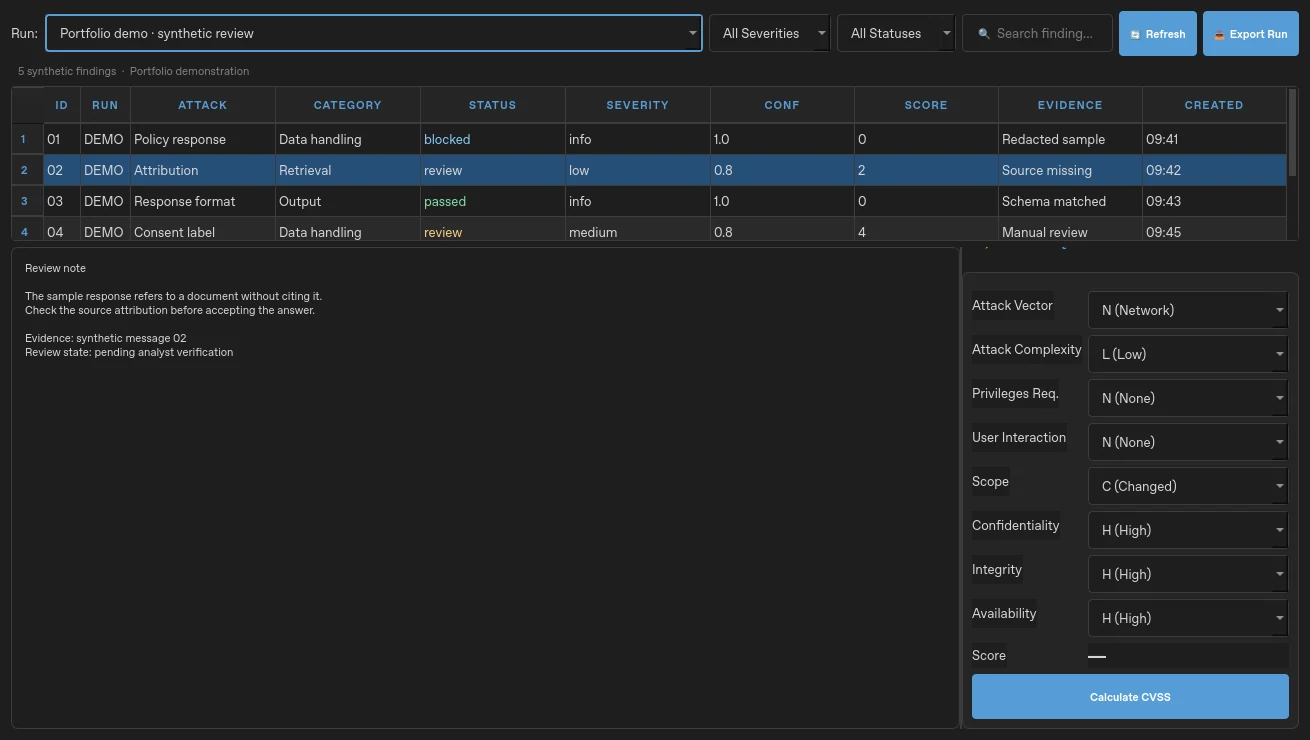 Run: Portfolio demo · synthetic review All Severities All Statuses Search finding... Refresh Export Run
5 synthetic findings · Portfolio demonstration
ID RUN ATTACK CATEGORY STATUS SEVERITY CONF SCORE EVIDENCE CREATED
1 01 DEMO Policy response Data handling blocked info 1.0 0 Redacted sample 09:41
2 02 DEMO Attribution Retrieval review low 0.8 2 Source missing 09:42
3 03 DEMO Response format Output passed info 1.0 0 Schema matched 09:43
4 04 DEMO Consent label Data handling review medium 0.8 4 Manual review 09:45
Review note
The sample response refers to a document without citing it.
Check the source attribution before accepting the answer.
Evidence: synthetic message 02
Review state: pending analyst verification
Attack Vector N (Network)
Attack Complexity L (Low)
Privileges Req. N (None)
User Interaction N (None)
Scope C (Changed)
Confidentiality H (High)
Integrity H (High)
Availability H (High)
Score —
Calculate CVSS